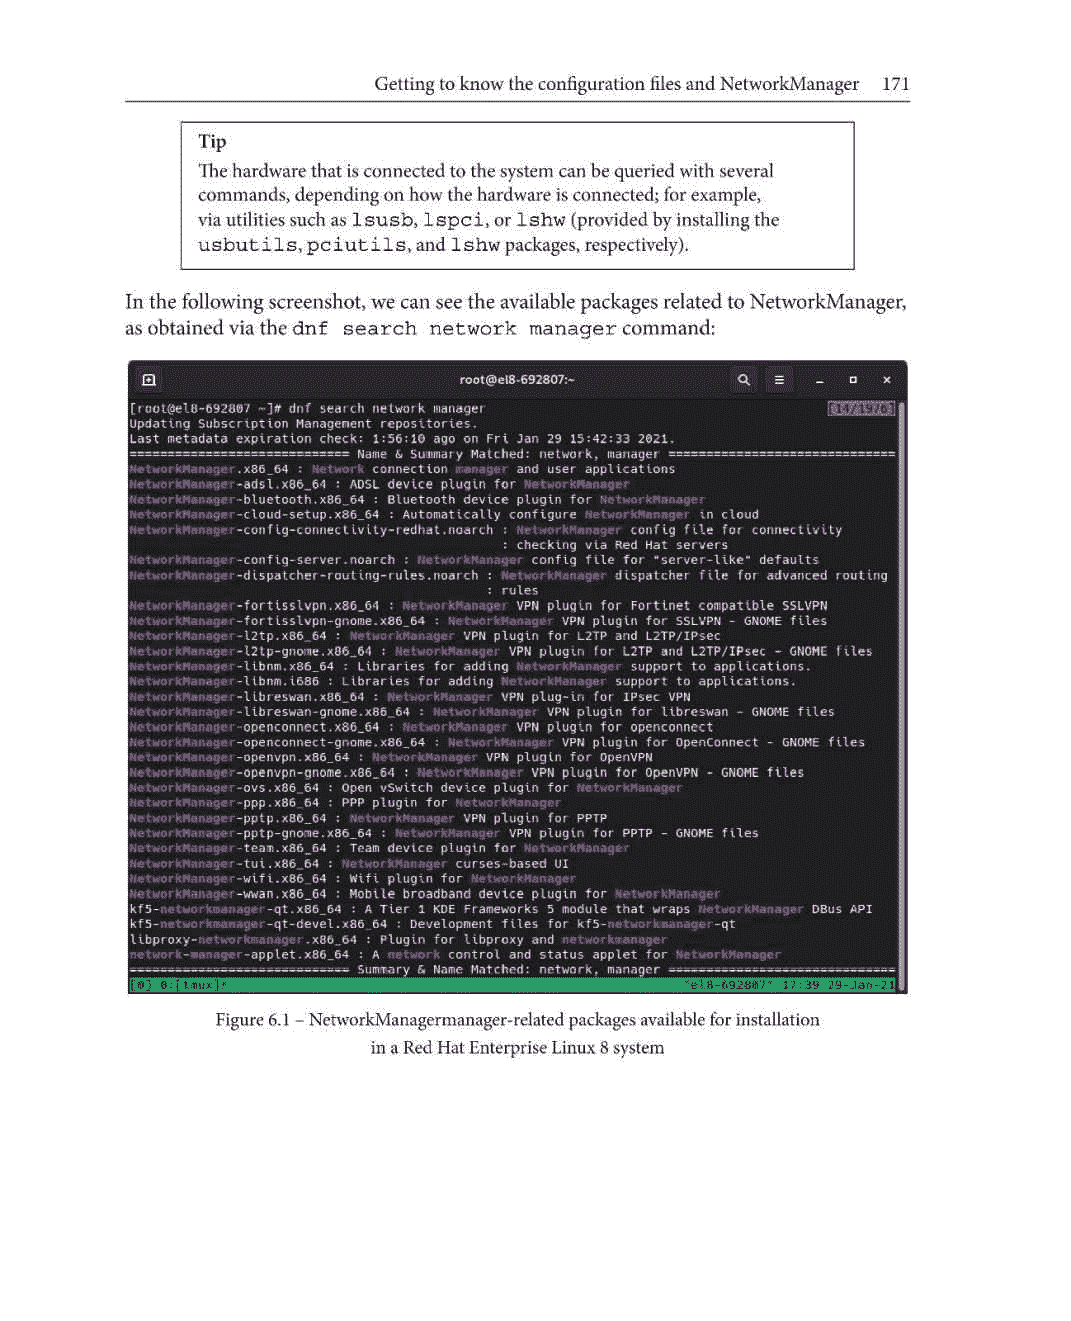 Getting to know the configuration files and NetworkManager 171
Tip
The hardware that is connected to the system can be queried with several
commands, depending on how the hardware is connected; for example,
via utilities such as lsusb, lspci, or lshw (provided by installing the
usbutils, pciutils, and lshw packages, respectively).
In the following screenshot, we can see the available packages related to NetworkManager,
as obtained via the dnf search network manager command:
root@el8-692807:~
[root@el8-692807 ~]# dnf search network manager [14/1976]
Updating Subscription Management repositories.
Last metadata expiration check: 1:56:10 ago on Fri Jan 29 15:42:33 2021.
============================= Name & Summary Matched: network, manager ==============================
NetworkManager.x86_64 : Network connection manager and user applications
NetworkManager-adsl.x86_64 : ADSL device plugin for NetworkManager
NetworkManager-bluetooth.x86_64 : Bluetooth device plugin for NetworkManager
NetworkManager-cloud-setup.x86_64 : Automatically configure NetworkManager in cloud
NetworkManager-config-connectivity-redhat.noarch : NetworkManager config file for connectivity
: checking via Red Hat servers
NetworkManager-config-server.noarch : NetworkManager config file for "server-like" defaults
NetworkManager-dispatcher-routing-rules.noarch : NetworkManager dispatcher file for advanced routing
: rules
NetworkManager-fortisslvpn.x86_64 : NetworkManager VPN plugin for Fortinet compatible SSLVPN
NetworkManager-fortisslvpn-gnome.x86_64 : NetworkManager VPN plugin for SSLVPN - GNOME files
NetworkManager-l2tp.x86_64 : NetworkManager VPN plugin for L2TP and L2TP/IPsec
NetworkManager-l2tp-gnome.x86_64 : NetworkManager VPN plugin for L2TP and L2TP/IPsec - GNOME files
NetworkManager-libnm.x86_64 : Libraries for adding NetworkManager support to applications.
NetworkManager-libnm.i686 : Libraries for adding NetworkManager support to applications.
NetworkManager-libreswan.x86_64 : NetworkManager VPN plug-in for IPsec VPN
NetworkManager-libreswan-gnome.x86_64 : NetworkManager VPN plugin for libreswan - GNOME files
NetworkManager-openconnect.x86_64 : NetworkManager VPN plugin for openconnect
NetworkManager-openconnect-gnome.x86_64 : NetworkManager VPN plugin for OpenConnect - GNOME files
NetworkManager-openvpn.x86_64 : NetworkManager VPN plugin for OpenVPN
NetworkManager-openvpn-gnome.x86_64 : NetworkManager VPN plugin for OpenVPN - GNOME files
NetworkManager-ovs.x86_64 : Open vSwitch device plugin for NetworkManager
NetworkManager-ppp.x86_64 : PPP plugin for NetworkManager
NetworkManager-pptp.x86_64 : NetworkManager VPN plugin for PPTP
NetworkManager-pptp-gnome.x86_64 : NetworkManager VPN plugin for PPTP - GNOME files
NetworkManager-team.x86_64 : Team device plugin for NetworkManager
NetworkManager-tui.x86_64 : NetworkManager curses-based UI
NetworkManager-wifi.x86_64 : Wifi plugin for NetworkManager
NetworkManager-wwan.x86_64 : Mobile broadband device plugin for NetworkManager
kf5-networkmanager-qt.x86_64 : A Tier 1 KDE Frameworks 5 module that wraps NetworkManager DBus API
kf5-networkmanager-qt-devel.x86_64 : Development files for kf5-networkmanager-qt
libproxy-networkmanager.x86_64 : Plugin for libproxy and networkmanager
network-manager-applet.x86_64 : A network control and status applet for NetworkManager
============================= Summary & Name Matched: network, manager ==============================
[0] 0:[tmux]* "el8-692807" 17:39 29-Jan-21
Figure 6.1 – NetworkManagermanager-related packages available for installation
in a Red Hat Enterprise Linux 8 system